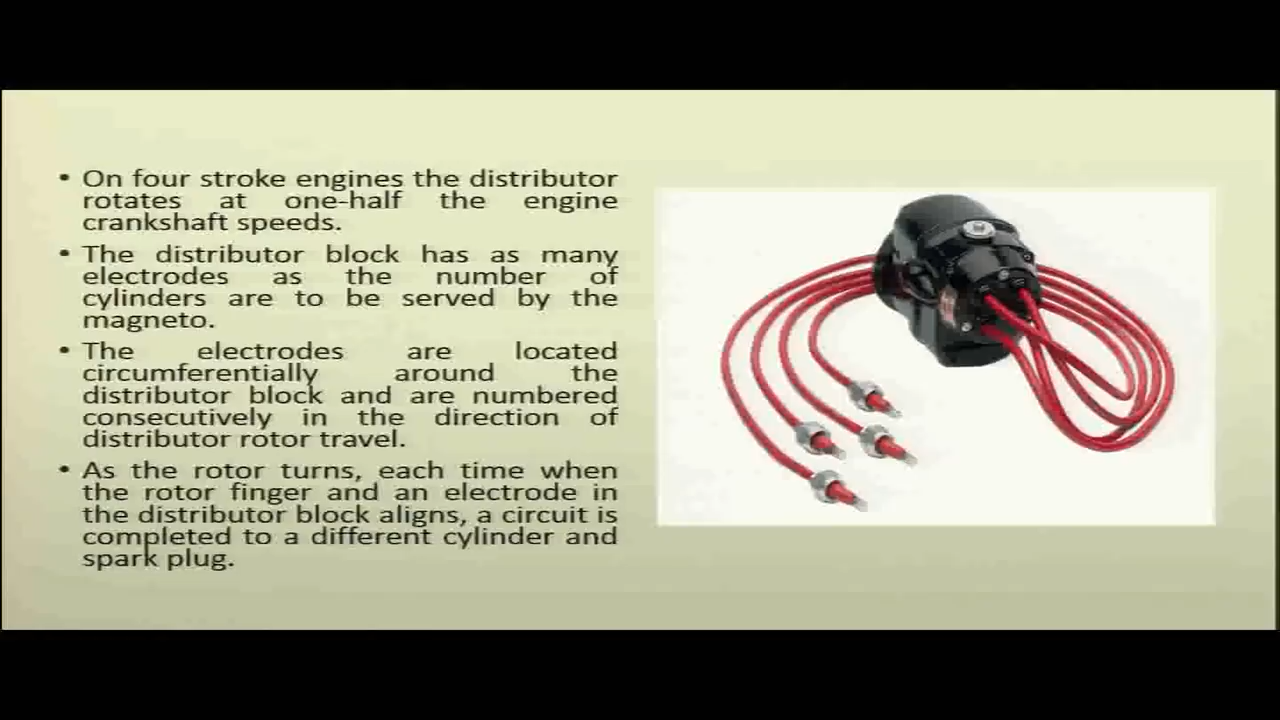 • On four stroke engines the distributor
rotates at one-half the engine
crankshaft speeds.
• The distributor block has as many
electrodes as the number of
cylinders are to be served by the
magneto.
• The electrodes are located
circumferentially around the
distributor block and are numbered
consecutively in the direction of
distributor rotor travel.
• As the rotor turns, each time when
the rotor finger and an electrode in
the distributor block aligns, a circuit is
completed to a different cylinder and
spark plug.